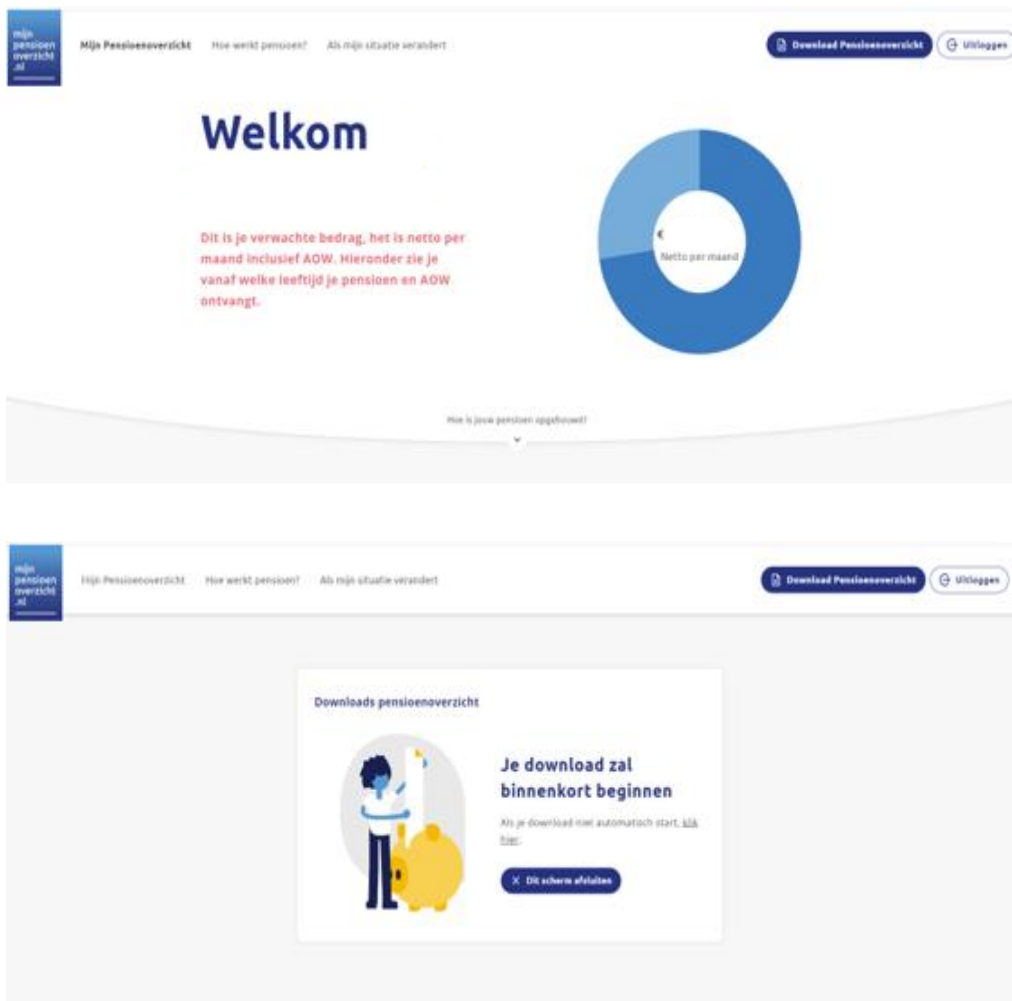 mijn
pensioen
overzicht
.nl
Mijn Pensioenoverzicht
Hoe werkt pensioen?
Als mijn situatie verandert
Download Pensioenoverzicht
Uitloggen
Welkom
Dit is je verwachte bedrag, het is netto per
maand inclusief AOW. Hieronder zie je
vanaf welke leeftijd je pensioen en AOW
ontvangt.
€
Netto per maand
Hoe is jouw pensioen opgebouwd?
mijn
pensioen
overzicht
.nl
Mijn Pensioenoverzicht
Hoe werkt pensioen?
Als mijn situatie verandert
Download Pensioenoverzicht
Uitloggen
Downloads pensioenoverzicht
Je download zal
binnenkort beginnen
Als je download niet automatisch start, klik
hier.
Dit scherm afsluiten